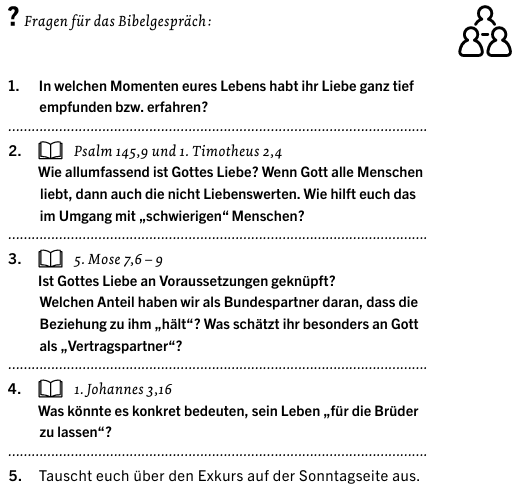 ? Fragen für das Bibelgespräch:
1. In welchen Momenten eures Lebens habt ihr Liebe ganz tief
empfunden bzw. erfahren?
2. Psalm 145,9 und 1. Timotheus 2,4
Wie allumfassend ist Gottes Liebe? Wenn Gott alle Menschen
liebt, dann auch die nicht Liebenswerten. Wie hilft euch das
im Umgang mit „schwierigen“ Menschen?
3. 5. Mose 7,6 – 9
Ist Gottes Liebe an Voraussetzungen geknüpft?
Welchen Anteil haben wir als Bundespartner daran, dass die
Beziehung zu ihm „hält“? Was schätzt ihr besonders an Gott
als „Vertragspartner“?
4. 1. Johannes 3,16
Was könnte es konkret bedeuten, sein Leben „für die Brüder
zu lassen“?
5. Tauscht euch über den Exkurs auf der Sonntagseite aus.